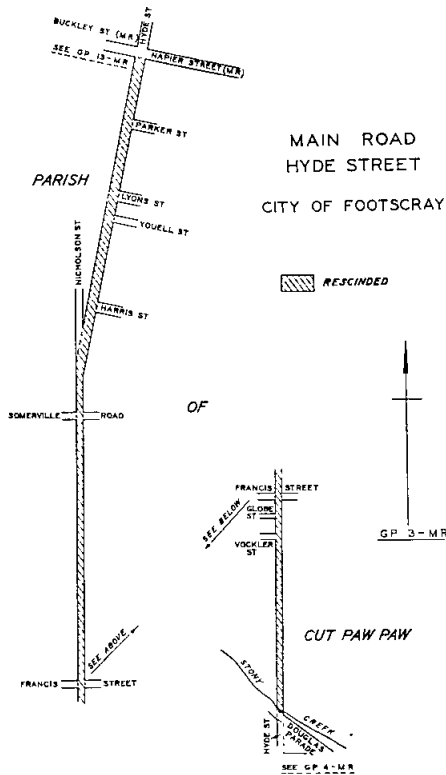 HYDE ST
BUCKLEY ST (MR)
SEE GP 13-MR
NAPIER STREET (MR)
PARKER ST
MAIN ROAD
HYDE STREET
CITY OF FOOTSCRAY
PARISH
LYONS ST
YOUELL ST
NICHOLSON ST
RESCINDED
HARRIS ST
SOMERVILLE ROAD
OF
FRANCIS STREET
GLOBE
ST
SEE BELOW
VOCKLER
ST
GP 3-MR
CUT PAW PAW
SEE ABOVE
STONY CREEK
FRANCIS STREET
HYDE ST
DOUGLAS
PARADE
SEE GP 4-MR